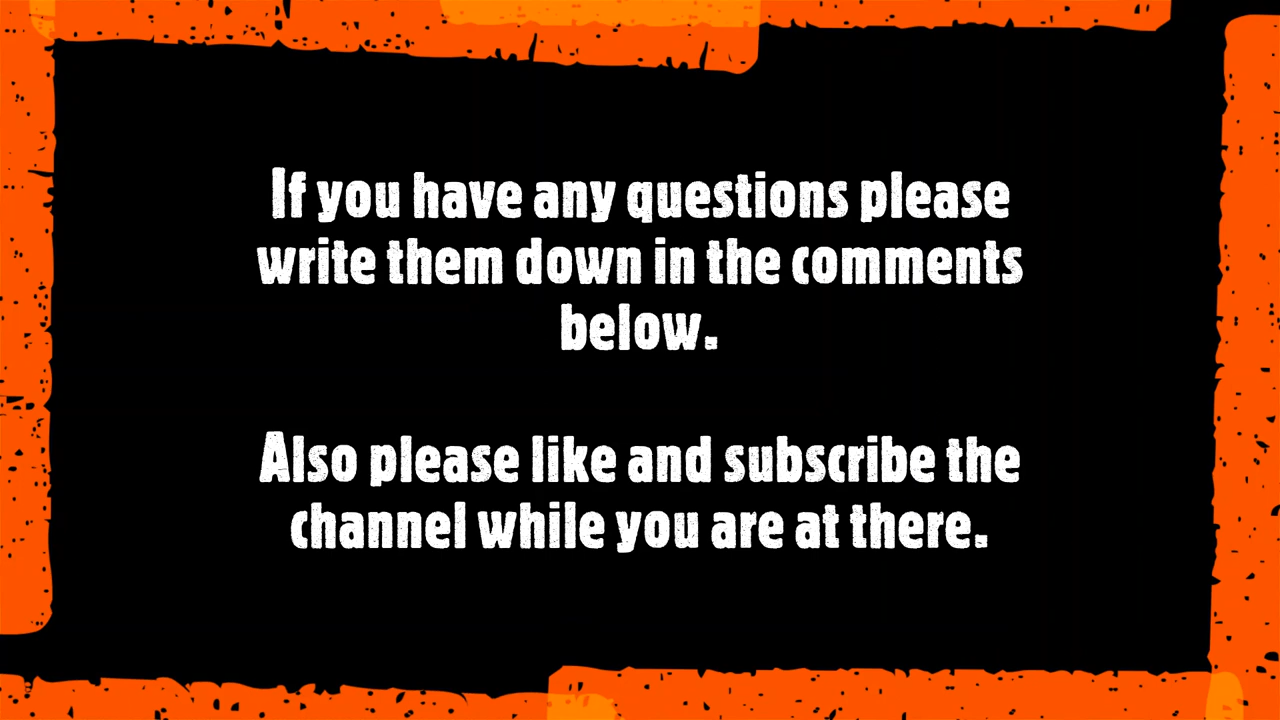 If you have any questions please
write them down in the comments
below.
Also please like and subscribe the
channel while you are at there.